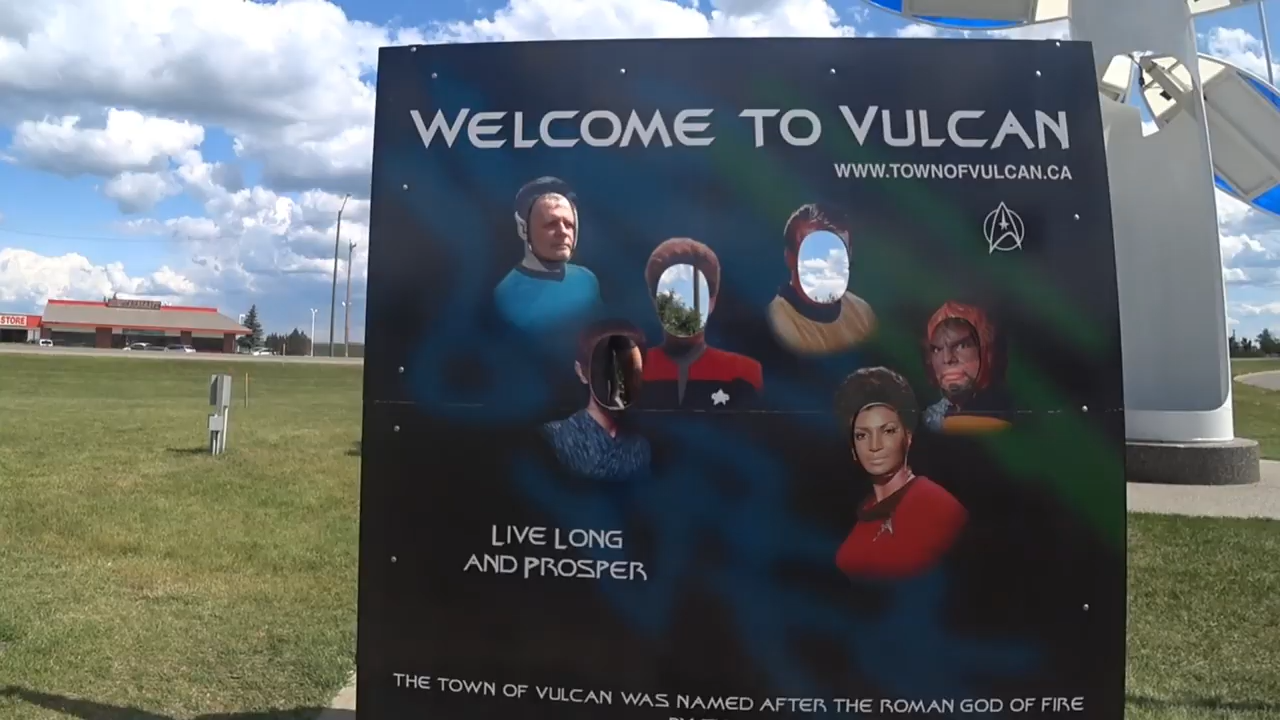 WELCOME TO VULCAN
WWW.TOWNOFVULCAN.CA
STORE
LIVE LONG
AND PROSPER
THE TOWN OF VULCAN WAS NAMED AFTER THE ROMAN GOD OF FIRE